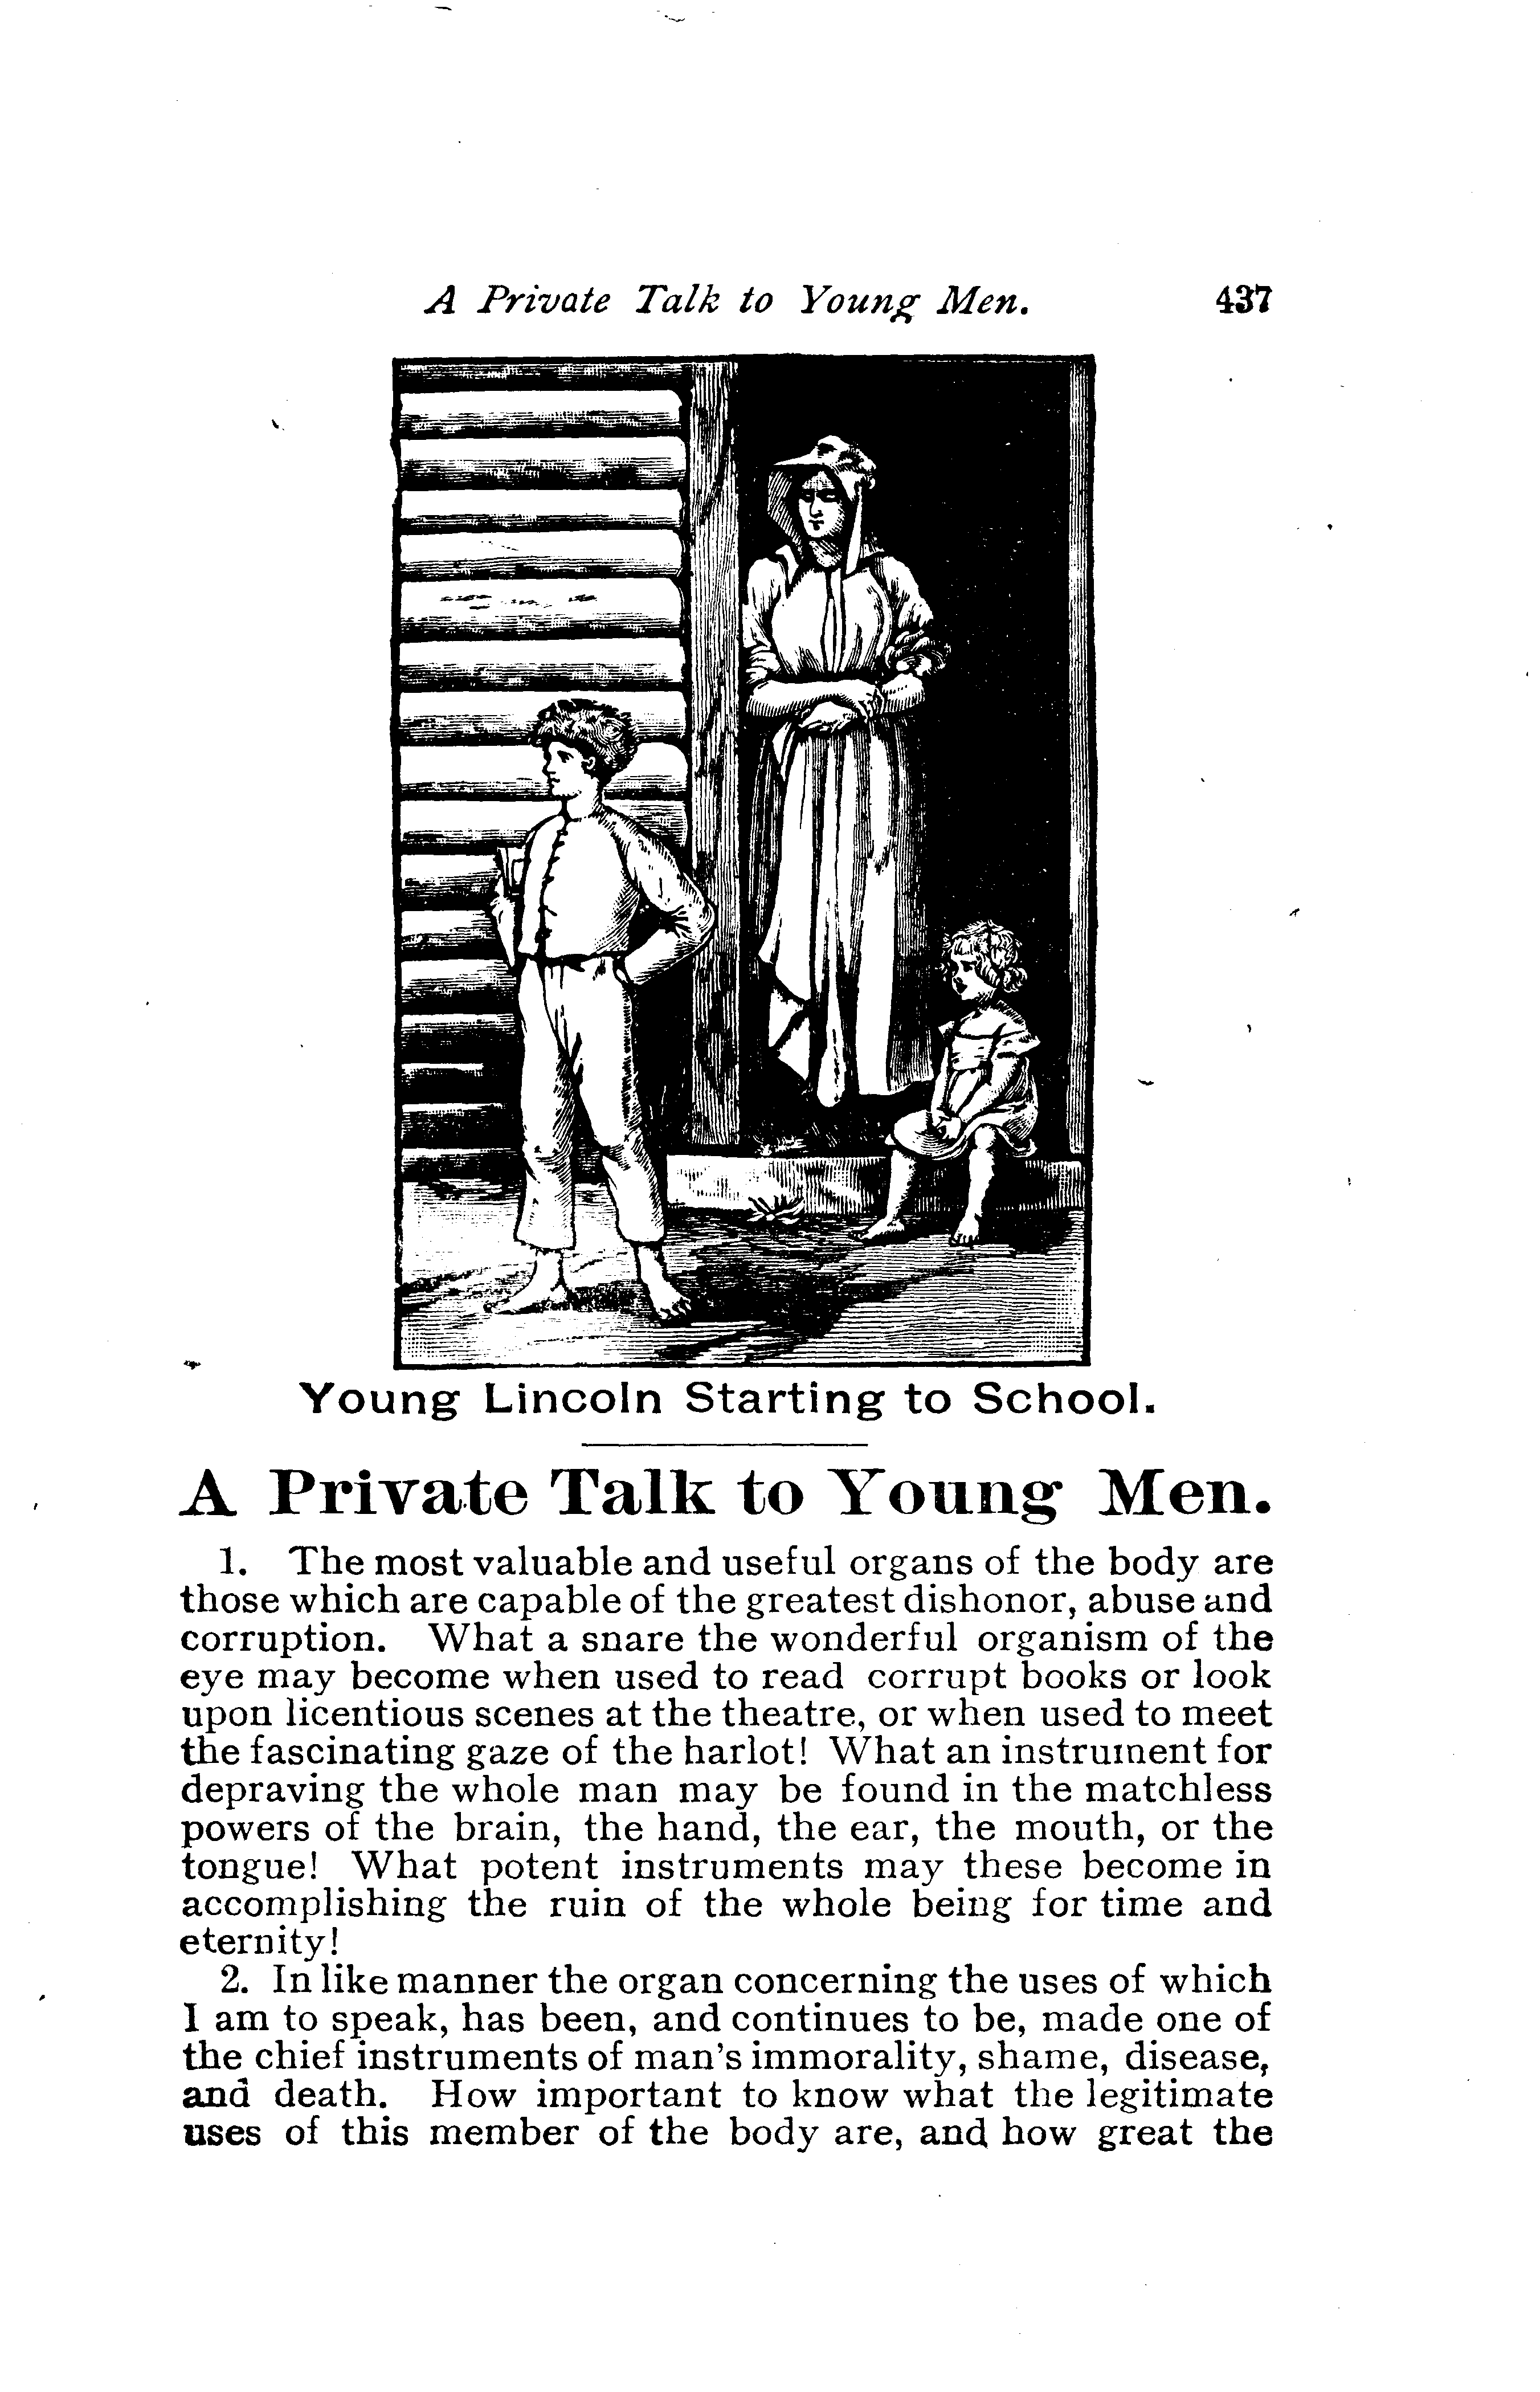 A Private Talk to Young Men. 437
Young Lincoln Starting to School.
A Private Talk to Young Men.
1. The most valuable and useful organs of the body are
those which are capable of the greatest dishonor, abuse and
corruption. What a snare the wonderful organism of the
eye may become when used to read corrupt books or look
upon licentious scenes at the theatre, or when used to meet
the fascinating gaze of the harlot! What an instrument for
depraving the whole man may be found in the matchless
powers of the brain, the hand, the ear, the mouth, or the
tongue! What potent instruments may these become in
accomplishing the ruin of the whole being for time and
eternity!
2. In like manner the organ concerning the uses of which
I am to speak, has been, and continues to be, made one of
the chief instruments of man's immorality, shame, disease,
and death. How important to know what the legitimate
uses of this member of the body are, and how great the